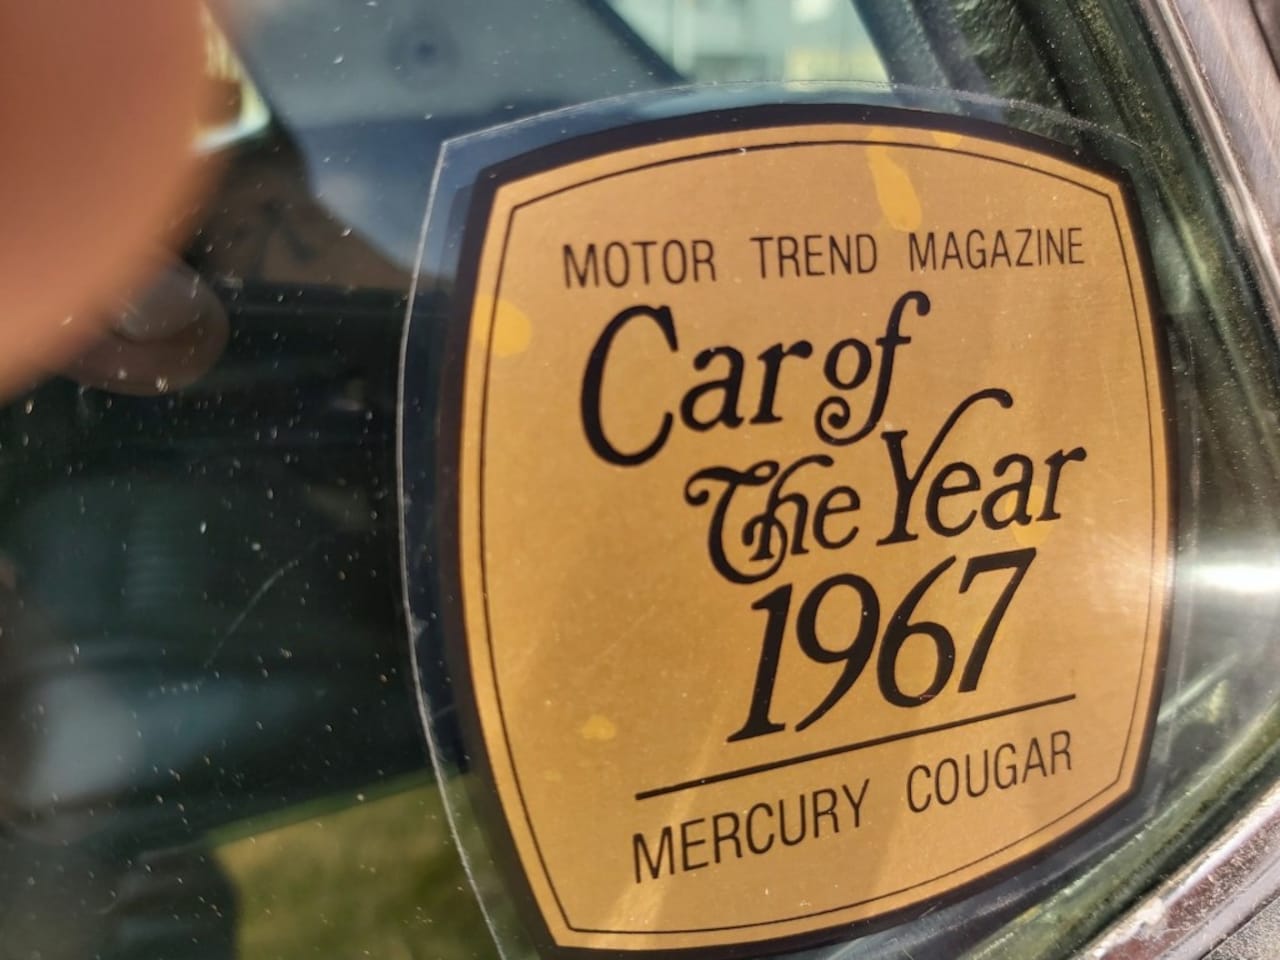 MOTOR TREND MAGAZINE
Car of
The Year
1967
MERCURY COUGAR